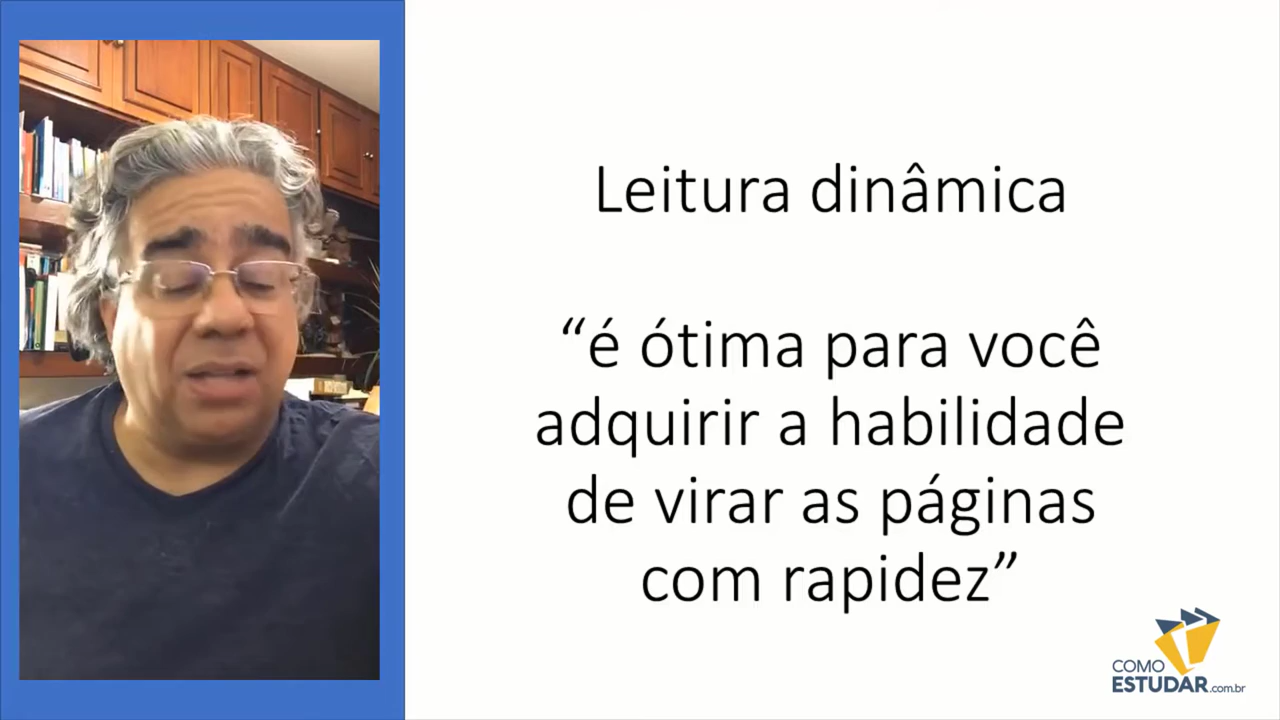 Leitura dinâmica
“é ótima para você
adquirir a habilidade
de virar as páginas
com rapidez”
COMO
ESTUDAR.com.br